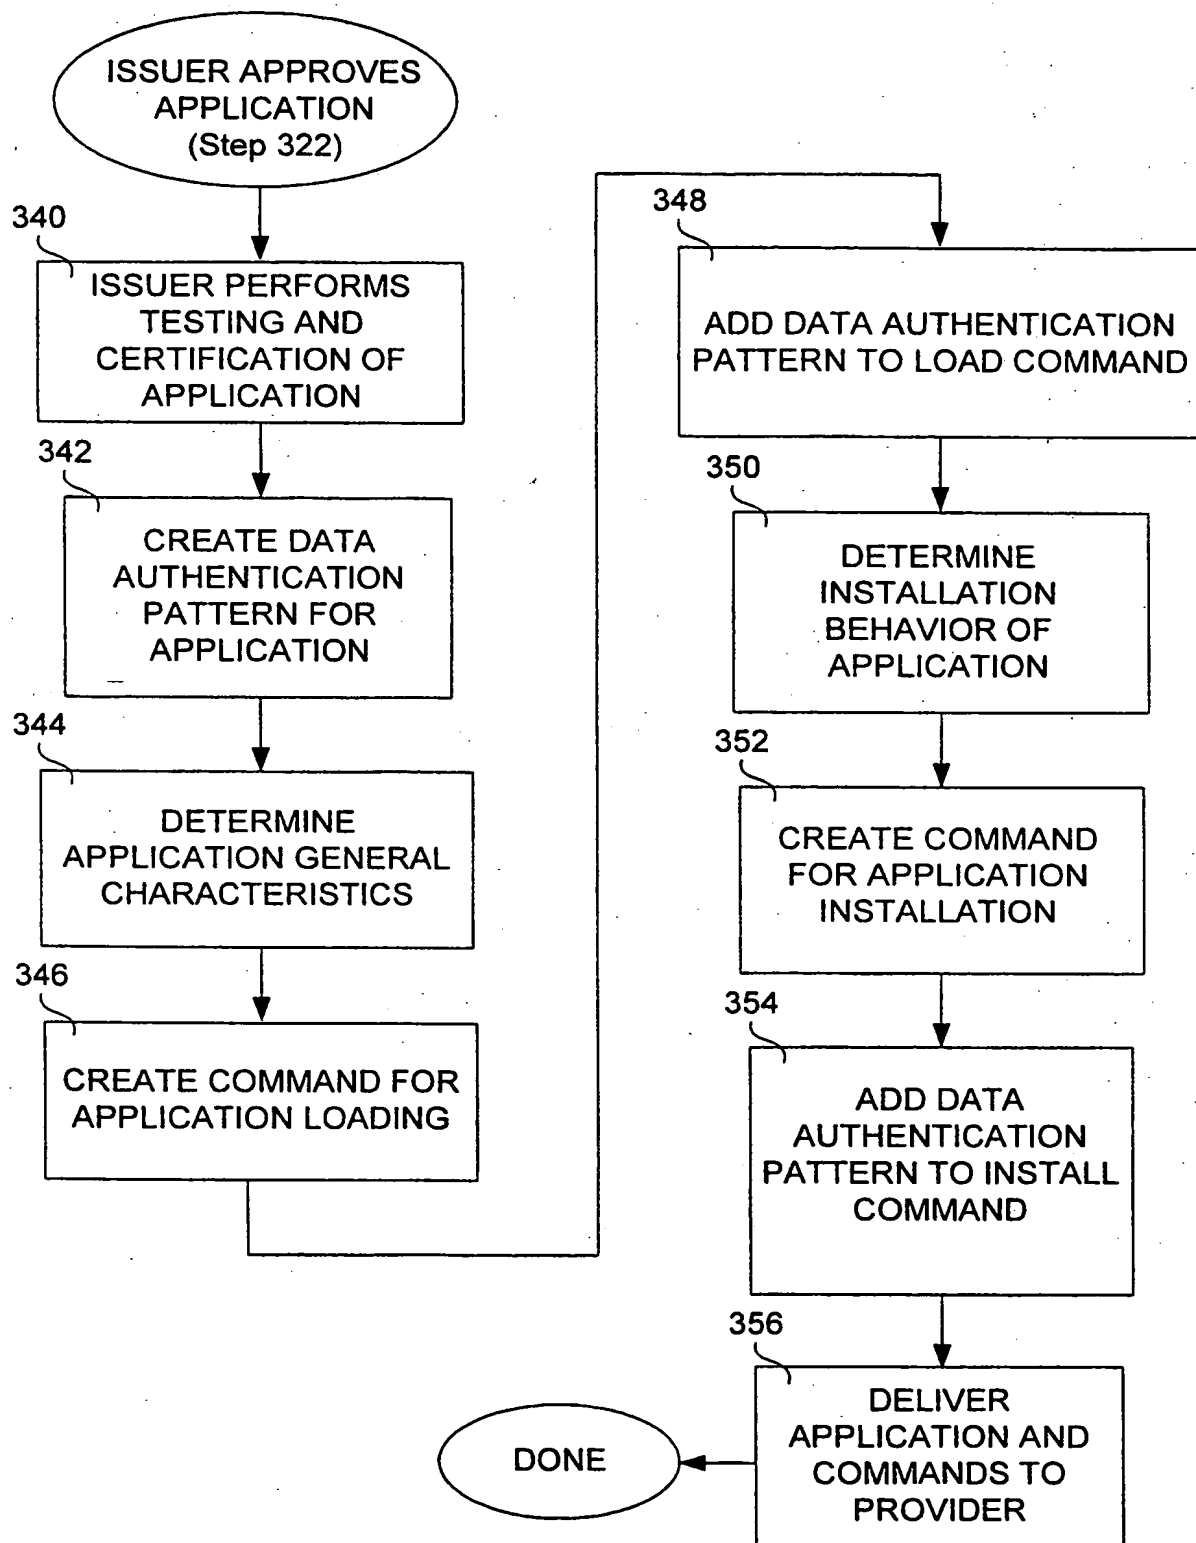 ISSUER APPROVES
APPLICATION
(Step 322)
340
ISSUER PERFORMS
TESTING AND
CERTIFICATION OF
APPLICATION
342
CREATE DATA
AUTHENTICATION
PATTERN FOR
APPLICATION
344
DETERMINE
APPLICATION GENERAL
CHARACTERISTICS
346
CREATE COMMAND FOR
APPLICATION LOADING
348
ADD DATA AUTHENTICATION
PATTERN TO LOAD COMMAND
350
DETERMINE
INSTALLATION
BEHAVIOR OF
APPLICATION
352
CREATE COMMAND
FOR APPLICATION
INSTALLATION
354
ADD DATA
AUTHENTICATION
PATTERN TO INSTALL
COMMAND
356
DELIVER
APPLICATION AND
COMMANDS TO
PROVIDER
DONE